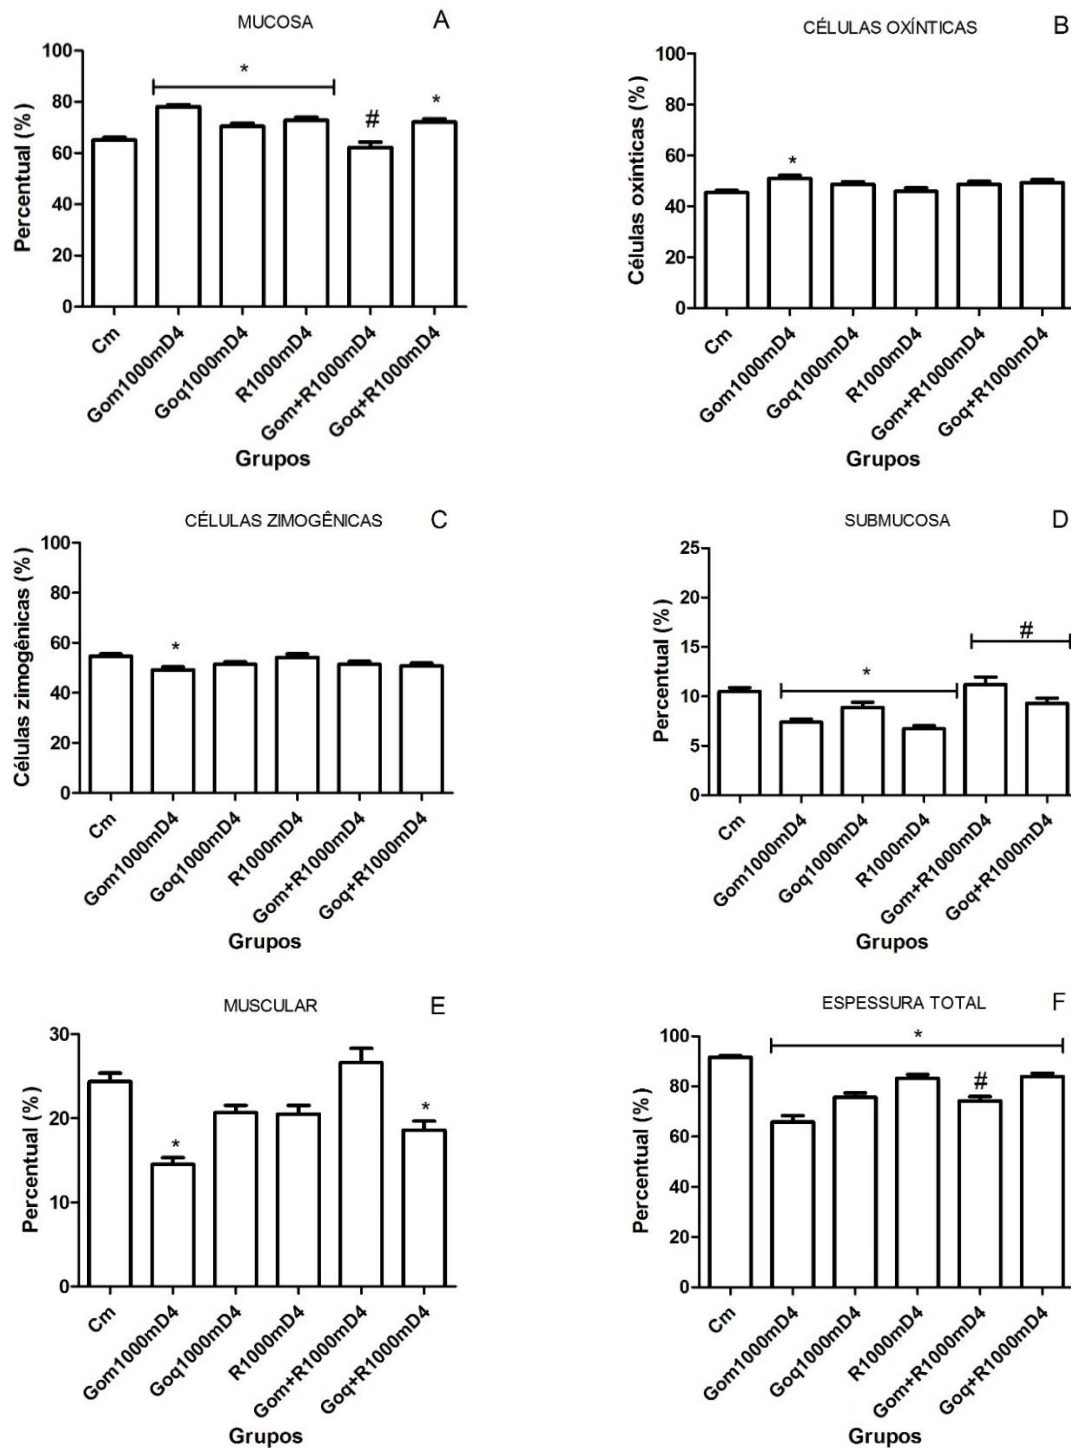 MUCOSA
A
Percentual (%)
100
80
60
40
20
0
*
#
*
Cm
Gom1000mD4
Goq1000mD4
R1000mD4
Gom+R1000mD4
Goq+R1000mD4
Grupos
CÉLULAS OXÍNTICAS
B
Células oxínticas (%)
100
80
60
40
20
0
*
Cm
Gom1000mD4
Goq1000mD4
R1000mD4
Gom+R1000mD4
Goq+R1000mD4
Grupos
CÉLULAS ZIMOGÊNICAS
C
Células zimogênicas (%)
100
80
60
40
20
0
*
Cm
Gom1000mD4
Goq1000mD4
R1000mD4
Gom+R1000mD4
Goq+R1000mD4
Grupos
SUBMUCOSA
D
Percentual (%)
25
20
15
10
5
0
*
#
Cm
Gom1000mD4
Goq1000mD4
R1000mD4
Gom+R1000mD4
Goq+R1000mD4
Grupos
MUSCULAR
E
Percentual (%)
30
20
10
0
*
*
Cm
Gom1000mD4
Goq1000mD4
R1000mD4
Gom+R1000mD4
Goq+R1000mD4
Grupos
ESPESSURA TOTAL
F
Percentual (%)
100
80
60
40
20
0
*
#
Cm
Gom1000mD4
Goq1000mD4
R1000mD4
Gom+R1000mD4
Goq+R1000mD4
Grupos